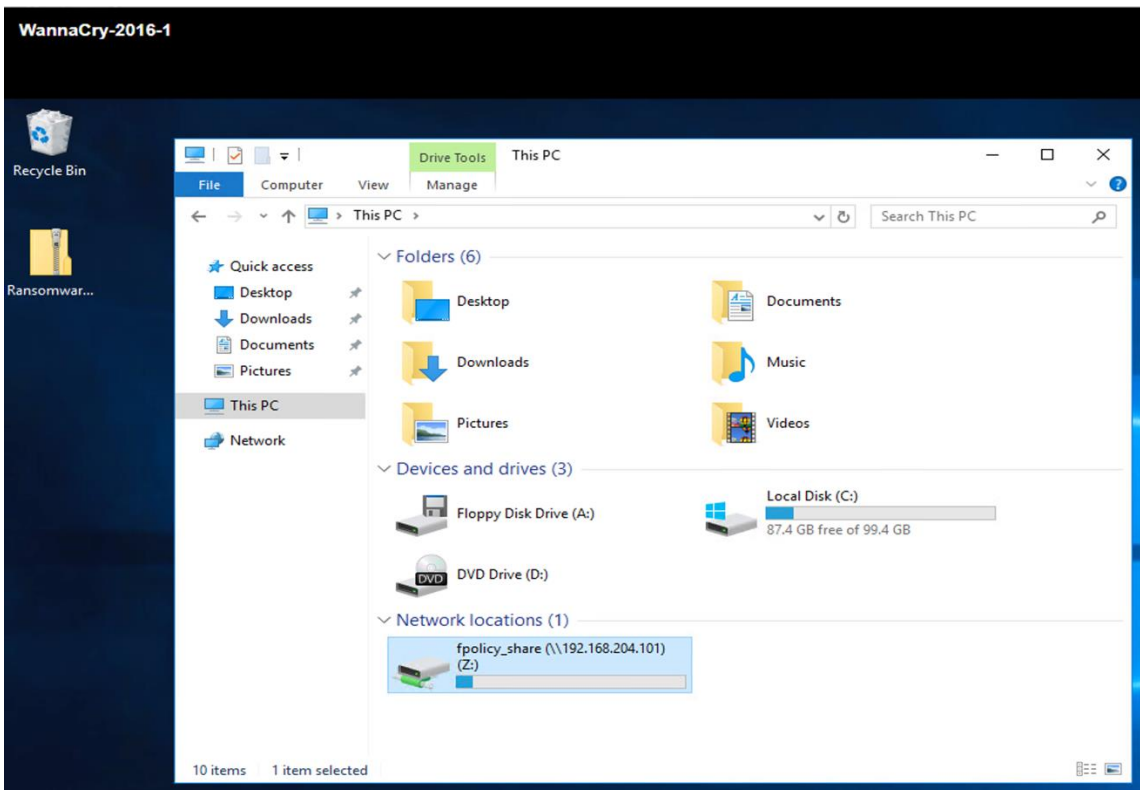 WannaCry-2016-1
Recycle Bin
Ransomwar...
Drive Tools This PC
File Computer View Manage
This PC
Search This PC
Quick access
Desktop
Downloads
Documents
Pictures
This PC
Network
Folders (6)
Desktop Documents
Downloads Music
Pictures Videos
Devices and drives (3)
Floppy Disk Drive (A:)
Local Disk (C:)
87.4 GB free of 99.4 GB
DVD
DVD Drive (D:)
Network locations (1)
fpolicy_share (\\192.168.204.101)
(Z:)
10 items 1 item selected